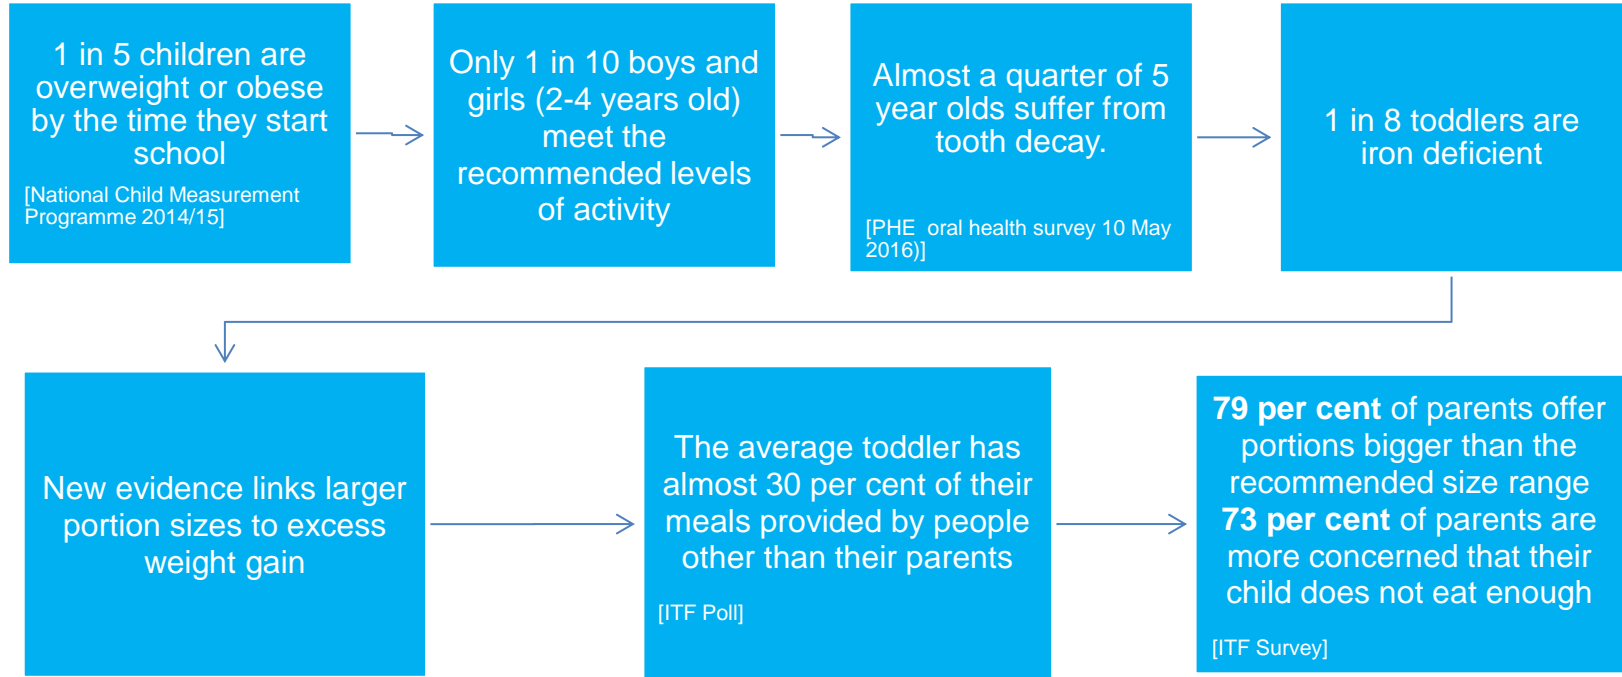 1 in 5 children are
overweight or obese
by the time they start
school
[National Child Measurement
Programme 2014/15]
Only 1 in 10 boys and
girls (2-4 years old)
meet the
recommended levels
of activity
Almost a quarter of 5
year olds suffer from
tooth decay.
[PHE  oral health survey 10 May
2016)]
1 in 8 toddlers are
iron deficient
New evidence links larger
portion sizes to excess
weight gain
The average toddler has
almost 30 per cent of their
meals provided by people
other than their parents
[ITF Poll]
79 per cent of parents offer
portions bigger than the
recommended size range
73 per cent of parents are
more concerned that their
child does not eat enough
[ITF Survey]